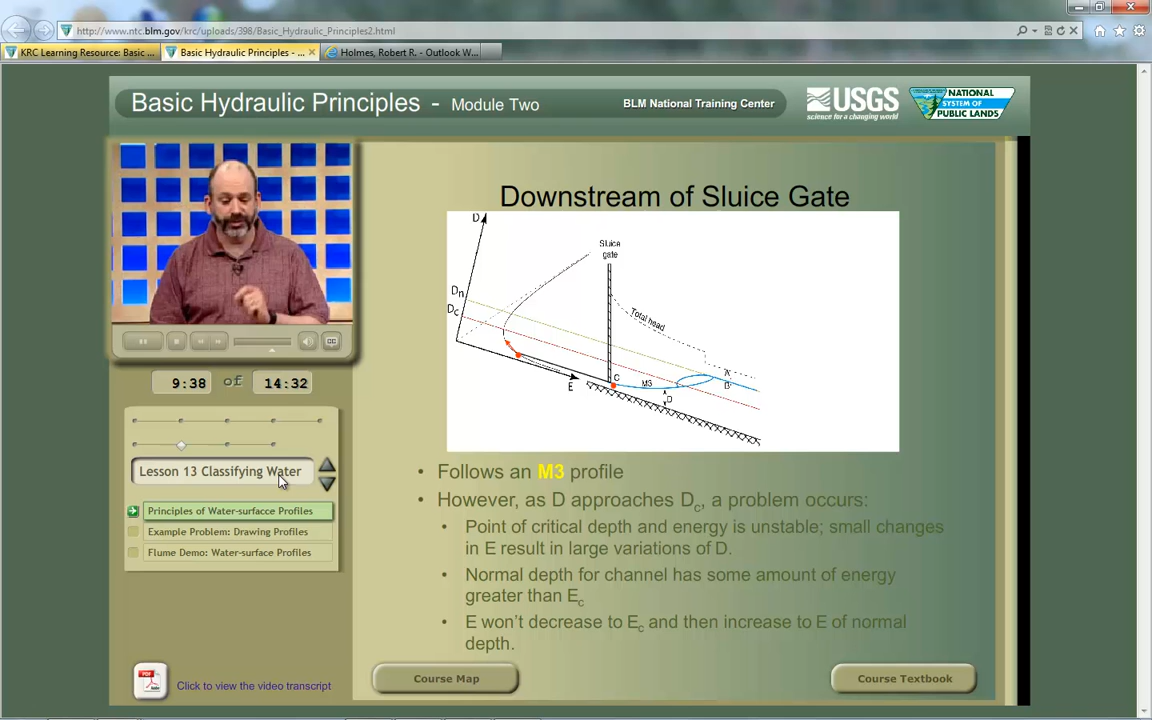 http://www.ntc.blm.gov/krc/uploads/398/Basic_Hydraulic_Principles2.html
KRC Learning Resource: Basic ...
Basic Hydraulic Principles - ...
Holmes, Robert R. - Outlook W...
Basic Hydraulic Principles - Module Two
BLM National Training Center
USGS
science for a changing world
NATIONAL
SYSTEM OF
PUBLIC LANDS
Downstream of Sluice Gate
D
Sluice
gate
Dn
Dc
Total head
E
C
M3
D
A
B
CC
9:38 of 14:32
Lesson 13 Classifying Water
Principles of Water-surfacce Profiles
Example Problem: Drawing Profiles
Flume Demo: Water-surface Profiles
• Follows an M3 profile
• However, as D approaches Dc, a problem occurs:
• Point of critical depth and energy is unstable; small changes
in E result in large variations of D.
• Normal depth for channel has some amount of energy
greater than Ec
• E won't decrease to Ec and then increase to E of normal
depth.
Click to view the video transcript
Course Map
Course Textbook